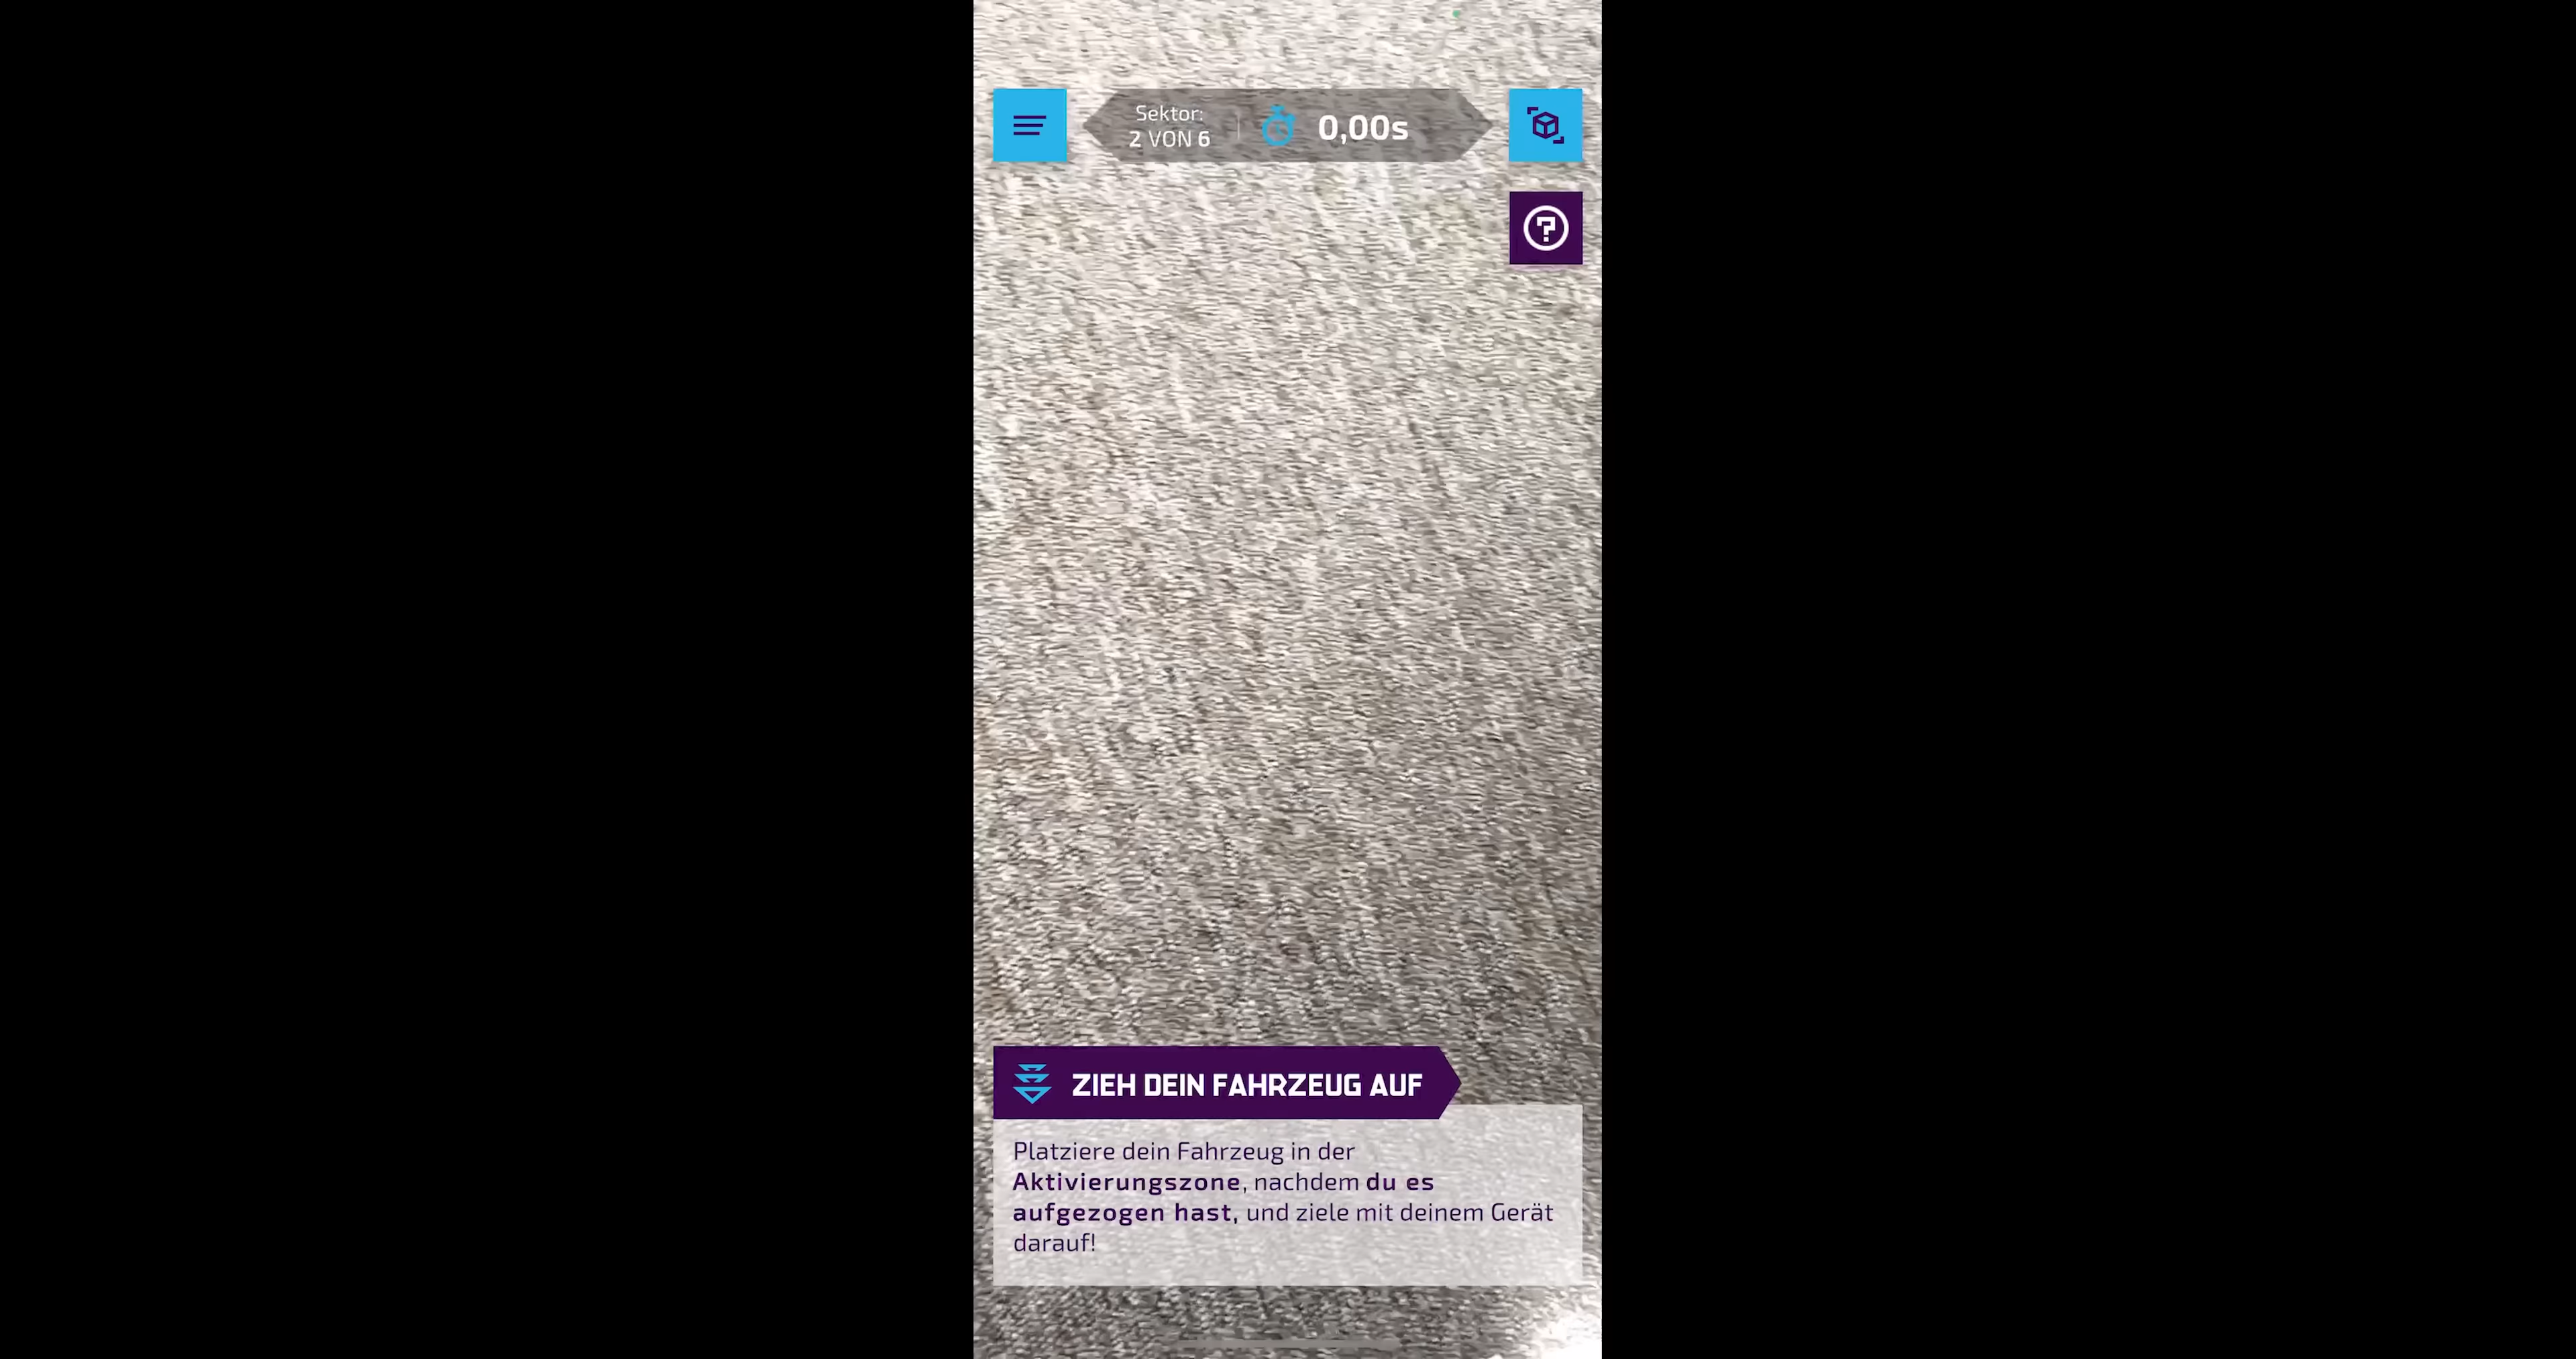 Sektor:
2 VON 6
0,00s
ZIEH DEIN FAHRZEUG AUF
Platziere dein Fahrzeug in der
Aktivierungszone, nachdem du es
aufgezogen hast, und ziele mit deinem Gerät
darauf!